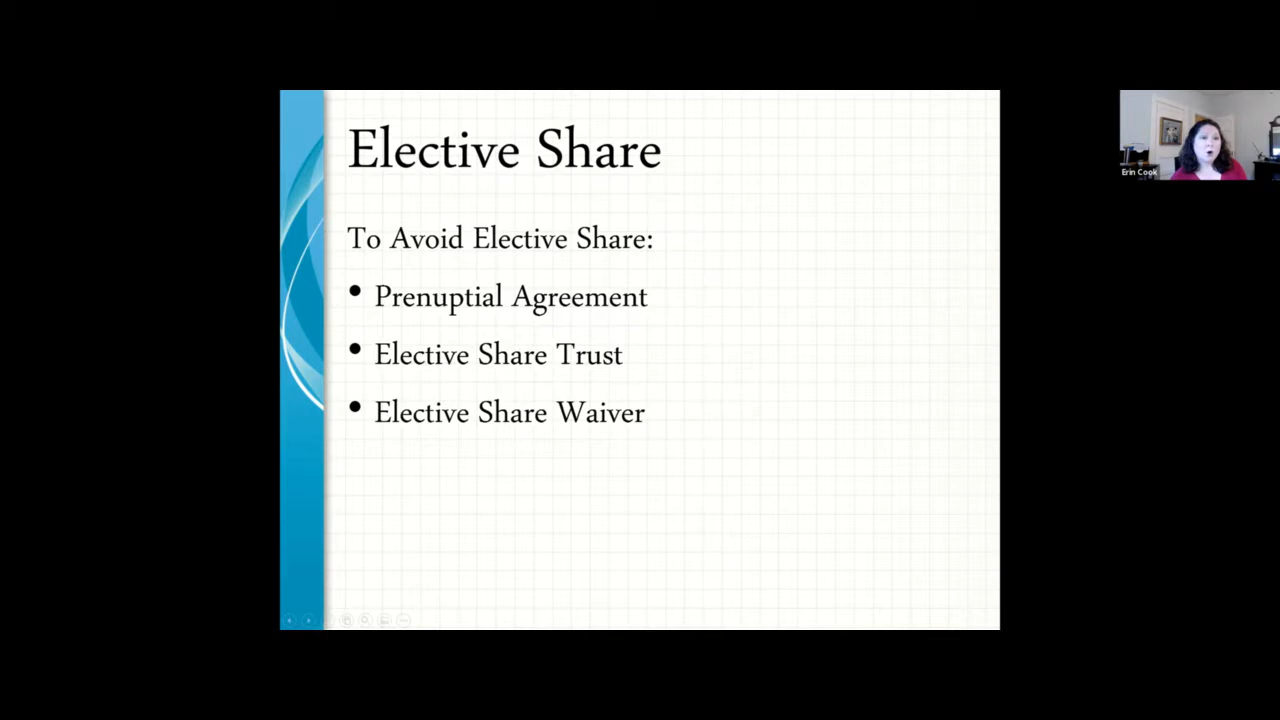 Elective Share
To Avoid Elective Share:
• Prenuptial Agreement
• Elective Share Trust
• Elective Share Waiver
Erin Cook